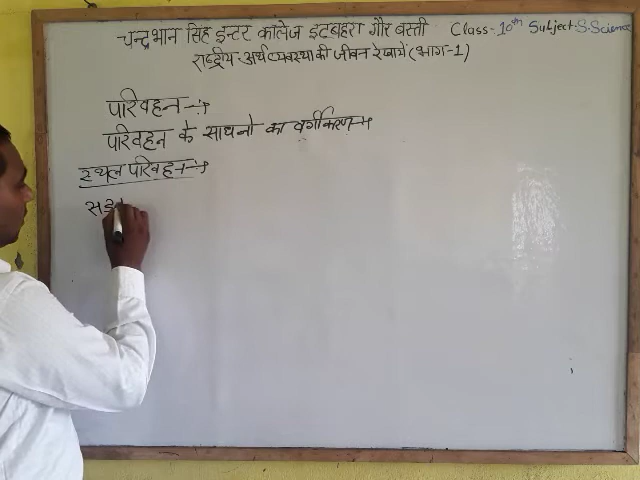 चन्द्रभान सिंह इन्टर कॉलेज इटबहरा गौर बस्ती Class-10th Subject-S.Science
राष्ट्रीय अर्थव्यवस्था की जीवन रेखायें (भाग-1)
परिवहन-:→
परिवहन के साधनो का वर्गीकरण-:→
स्थल परिवहन-:→
सड़